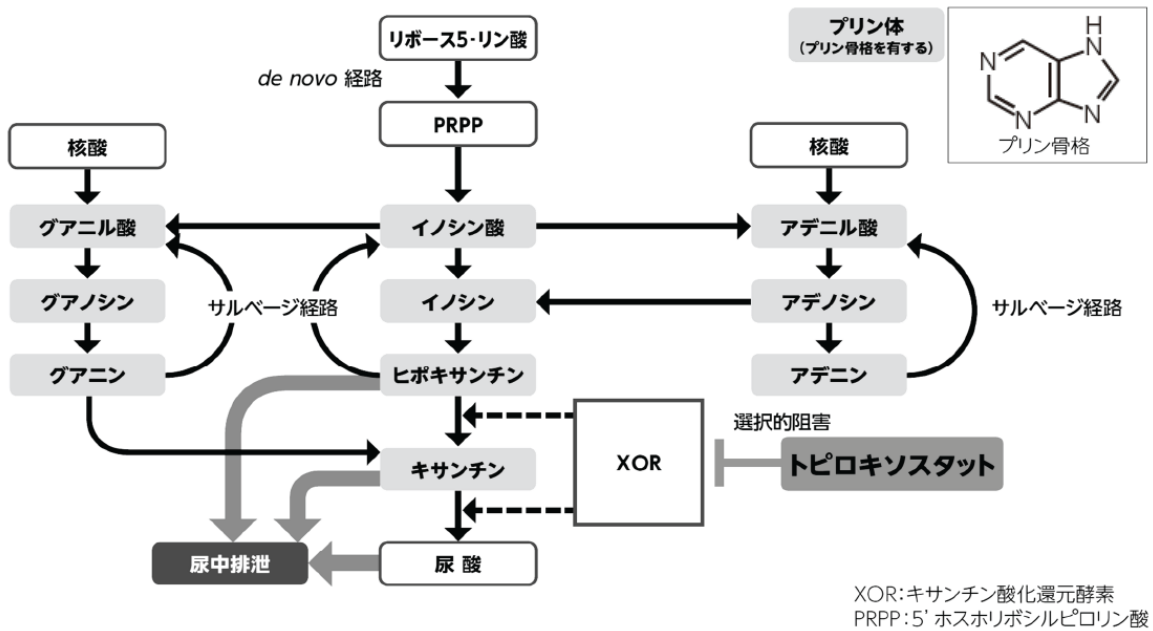 リボース5-リン酸
プリン体
(プリン骨格を有する)
H
N
N
N
N
プリン骨格
de novo 経路
PRPP
核酸
核酸
グアニル酸
イノシン酸
アデニル酸
グアノシン
サルベージ経路
イノシン
アデノシン
サルベージ経路
グアニン
ヒポキサンチン
アデニン
選択的阻害
キサンチン
XOR
トピロキソスタット
尿中排泄
尿 酸
XOR:キサンチン酸化還元酵素
PRPP:5' ホスホリボシルピロリン酸